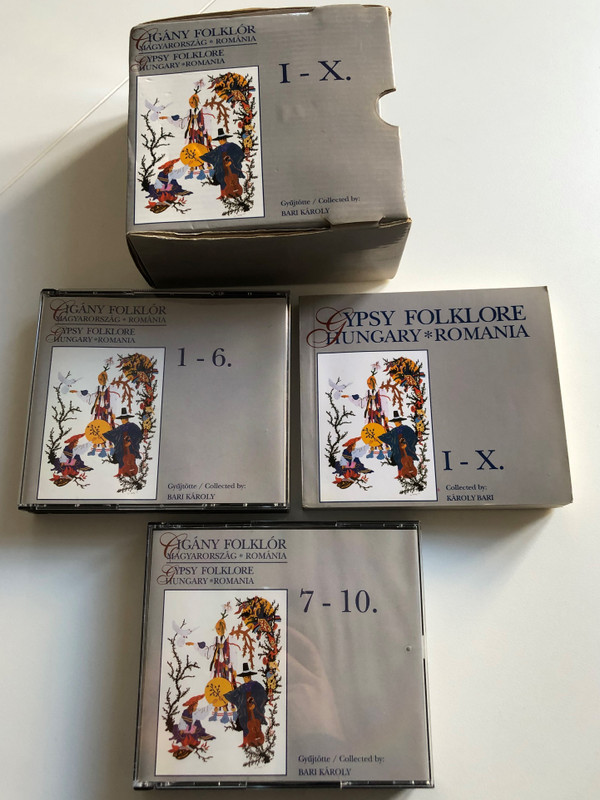 CIGÁNY FOLKLÓR
MAGYARORSZÁG * ROMÁNIA
GYPSY FOLKLORE
HUNGARY*ROMANIA
I - X.
Gyűjtötte / Collected by:
BARI KÁROLY
CIGÁNY FOLKLÓR
MAGYARORSZÁG * ROMÁNIA
GYPSY FOLKLORE
HUNGARY*ROMANIA
1 - 6.
Gyűjtötte / Collected by:
BARI KÁROLY
GYPSY FOLKLORE
HUNGARY*ROMANIA
I - X.
Collected by:
KÁROLY BARI
CIGÁNY FOLKLÓR
MAGYARORSZÁG * ROMÁNIA
GYPSY FOLKLORE
HUNGARY*ROMANIA
7 - 10.
Gyűjtötte / Collected by:
BARI KÁROLY